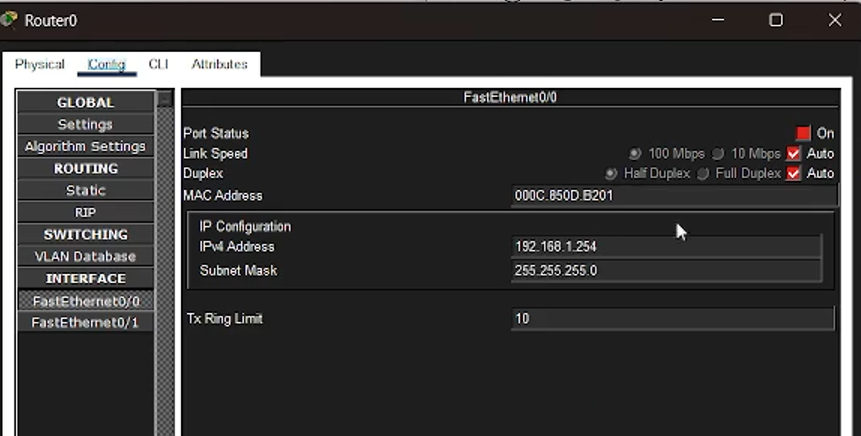 Router0
Physical Config CLI Attributes
GLOBAL
Settings
Algorithm Settings
ROUTING
Static
RIP
SWITCHING
VLAN Database
INTERFACE
FastEthernet0/0
FastEthernet0/1
FastEthernet0/0
Port Status On
Link Speed 100 Mbps 10 Mbps Auto
Duplex Half Duplex Full Duplex Auto
MAC Address 000C.850D.B201
IP Configuration
IPv4 Address 192.168.1.254
Subnet Mask 255.255.255.0
Tx Ring Limit 10